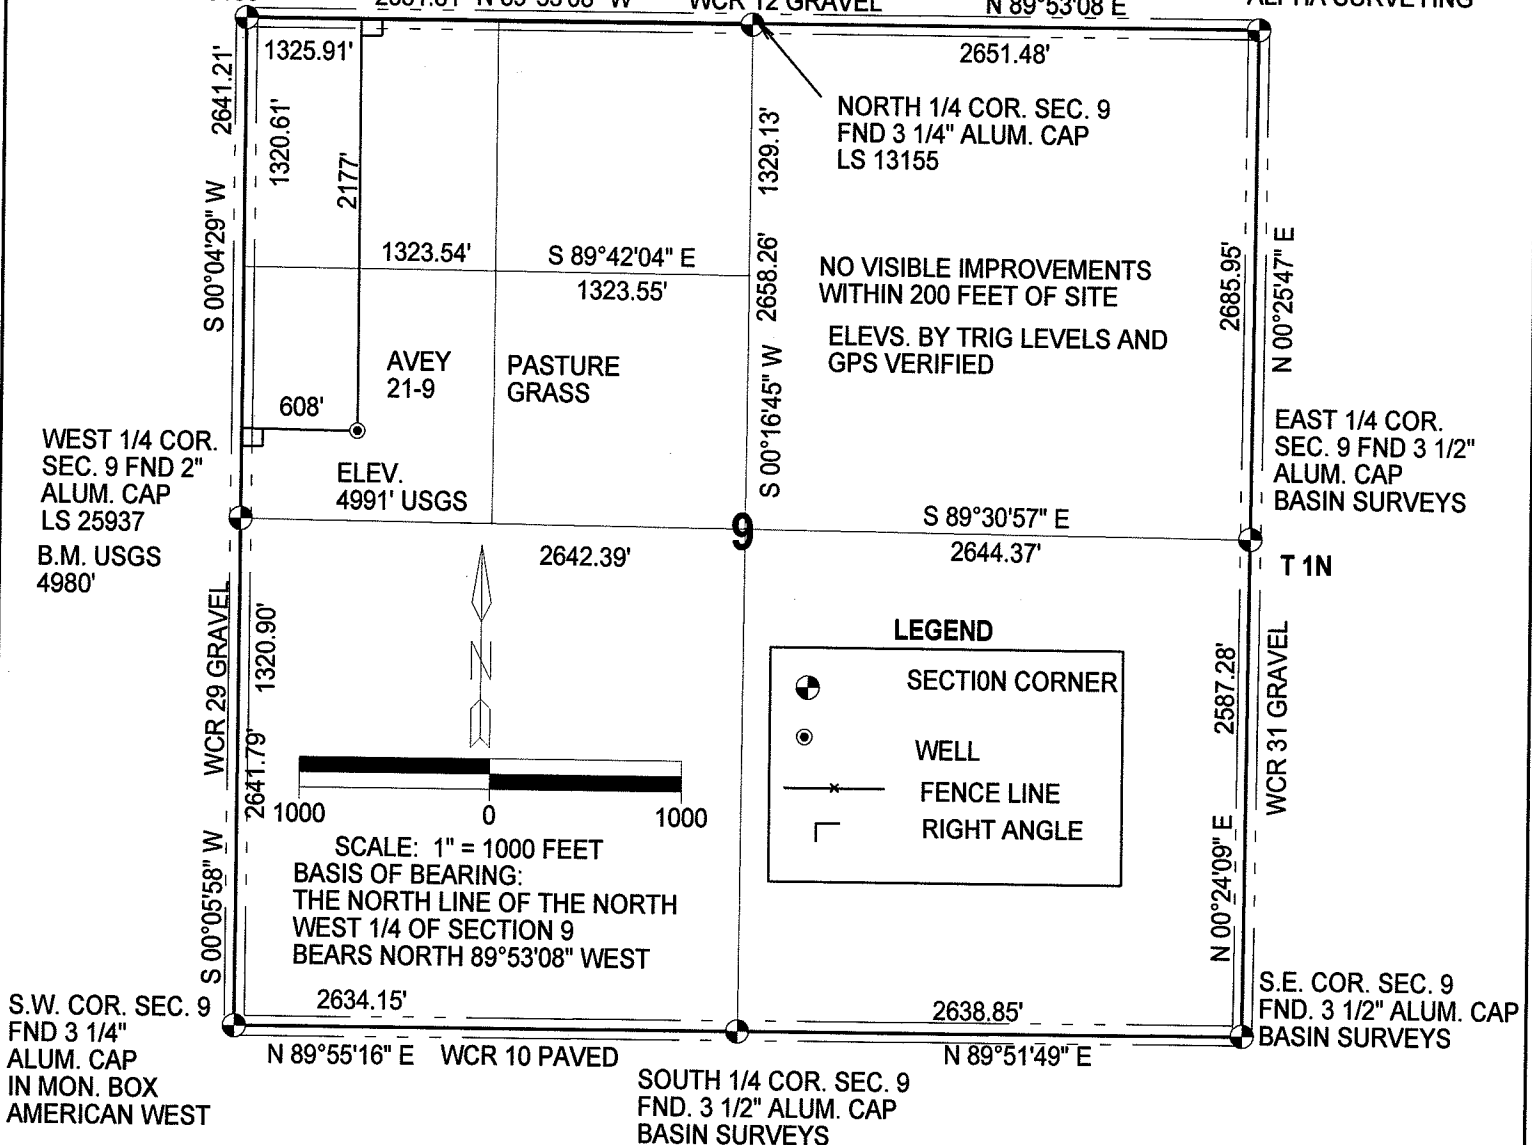 N 89°53'08" W
WCR 12 GRAVEL
N 89°53'08 E
ALPHA SURVEYING
1325.91'
2651.48'
2641.21'
1320.61'
2177'
S 00°04'29" W
NORTH 1/4 COR. SEC. 9
FND 3 1/4" ALUM. CAP
LS 13155
1329.13'
2658.26'
S 00°16'45" W
1323.54'
S 89°42'04" E
1323.55'
NO VISIBLE IMPROVEMENTS
WITHIN 200 FEET OF SITE
ELEVS. BY TRIG LEVELS AND
GPS VERIFIED
2685.95'
N 00°25'47" E
AVEY
21-9
PASTURE
GRASS
608'
WEST 1/4 COR.
SEC. 9 FND 2"
ALUM. CAP
LS 25937
B.M. USGS
4980'
ELEV.
4991' USGS
EAST 1/4 COR.
SEC. 9 FND 3 1/2"
ALUM. CAP
BASIN SURVEYS
S 89°30'57" E
9
2642.39'
2644.37'
T 1N
N
WCR 29 GRAVEL
1320.90'
2641.79'
S 00°05'58" W
LEGEND
SECTI0N CORNER
WELL
FENCE LINE
RIGHT ANGLE
2587.28'
WCR 31 GRAVEL
N 00°24'09" E
1000
0
1000
SCALE: 1" = 1000 FEET
BASIS OF BEARING:
THE NORTH LINE OF THE NORTH
WEST 1/4 OF SECTION 9
BEARS NORTH 89°53'08" WEST
S.W. COR. SEC. 9
FND 3 1/4"
ALUM. CAP
IN MON. BOX
AMERICAN WEST
2634.15'
2638.85'
S.E. COR. SEC. 9
FND. 3 1/2" ALUM. CAP
BASIN SURVEYS
N 89°55'16" E
WCR 10 PAVED
N 89°51'49" E
SOUTH 1/4 COR. SEC. 9
FND. 3 1/2" ALUM. CAP
BASIN SURVEYS